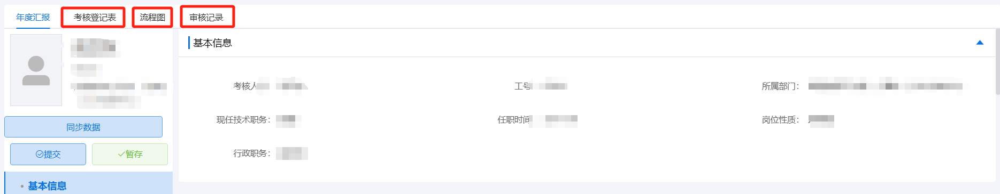 年度汇报 考核登记表 流程图 审核记录
基本信息
考核人 工号 所属部门：
现任技术职务： 任职时间 岗位性质：
行政职务：
同步数据
提交 暂存
基本信息